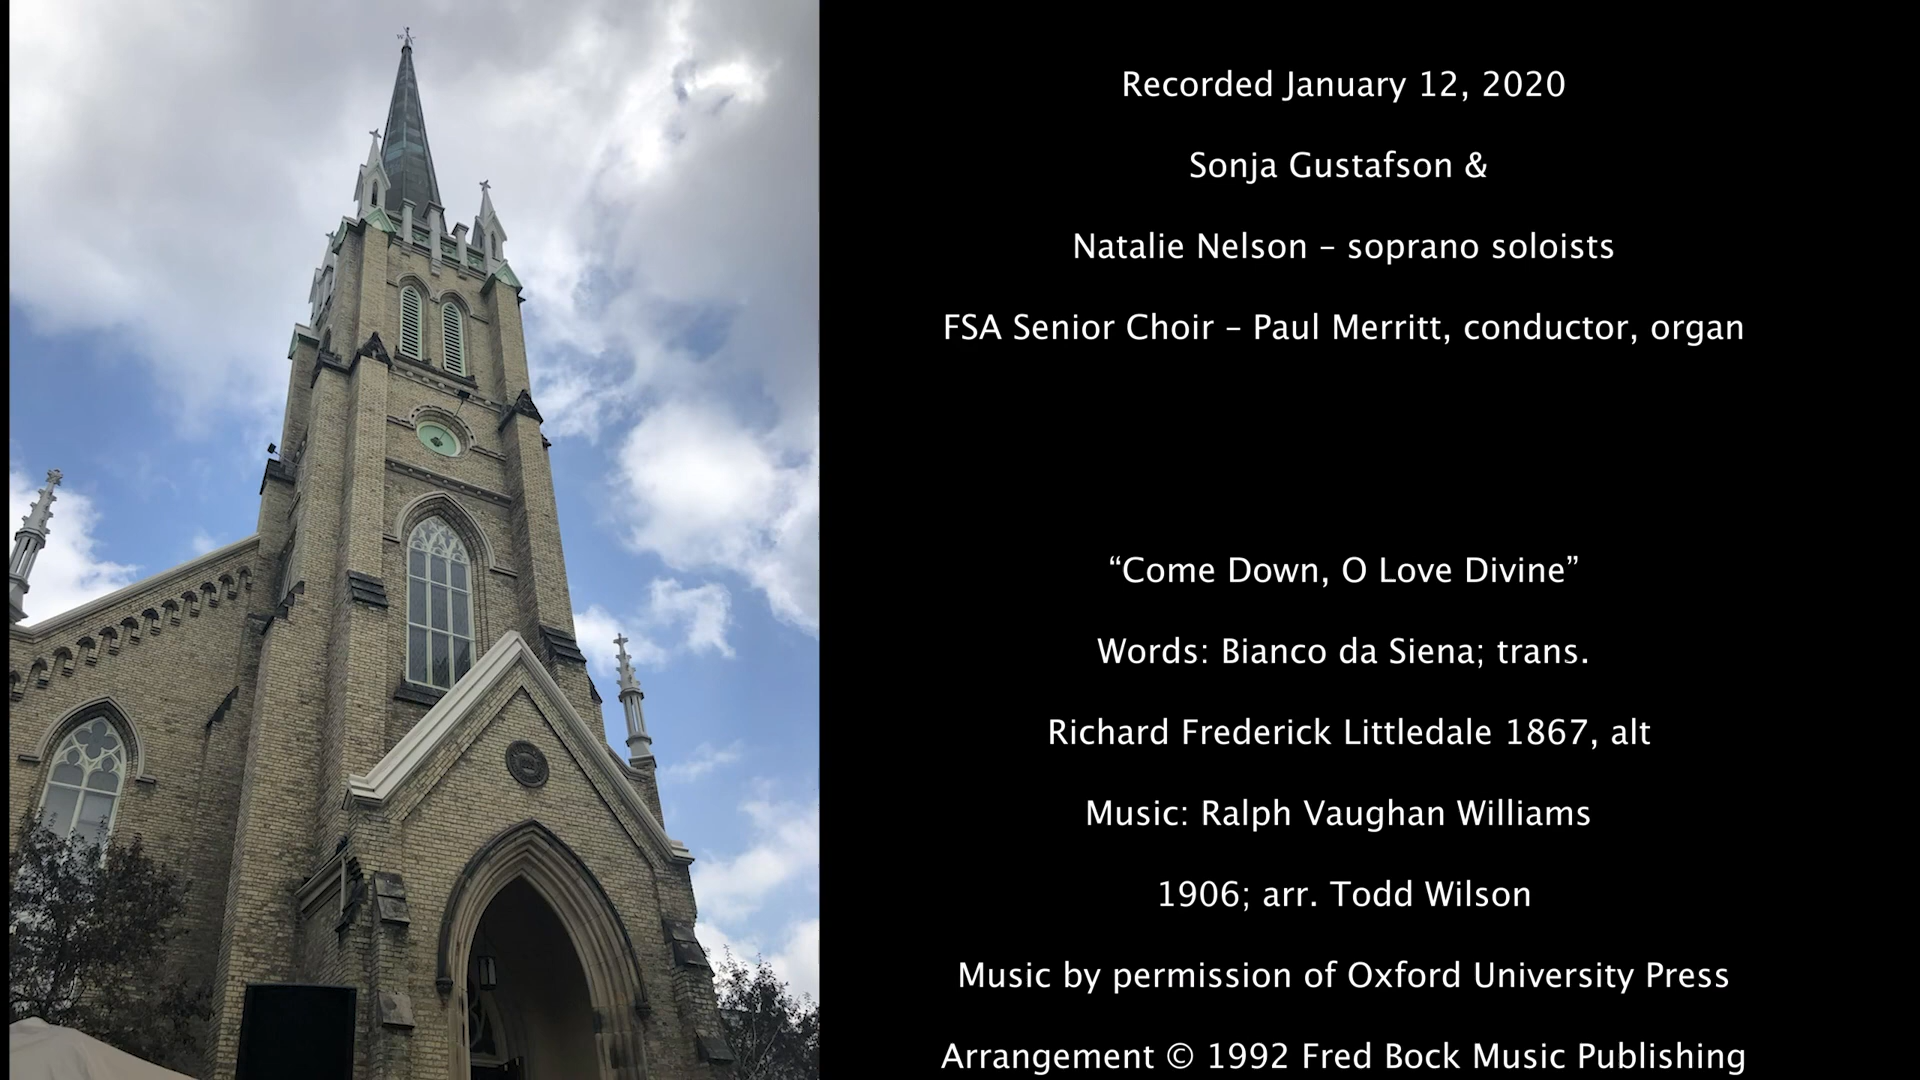 Recorded January 12, 2020
Sonja Gustafson &
Natalie Nelson – soprano soloists
FSA Senior Choir – Paul Merritt, conductor, organ
“Come Down, O Love Divine”
Words: Bianco da Siena; trans.
Richard Frederick Littledale 1867, alt
Music: Ralph Vaughan Williams
1906; arr. Todd Wilson
Music by permission of Oxford University Press
Arrangement © 1992 Fred Bock Music Publishing